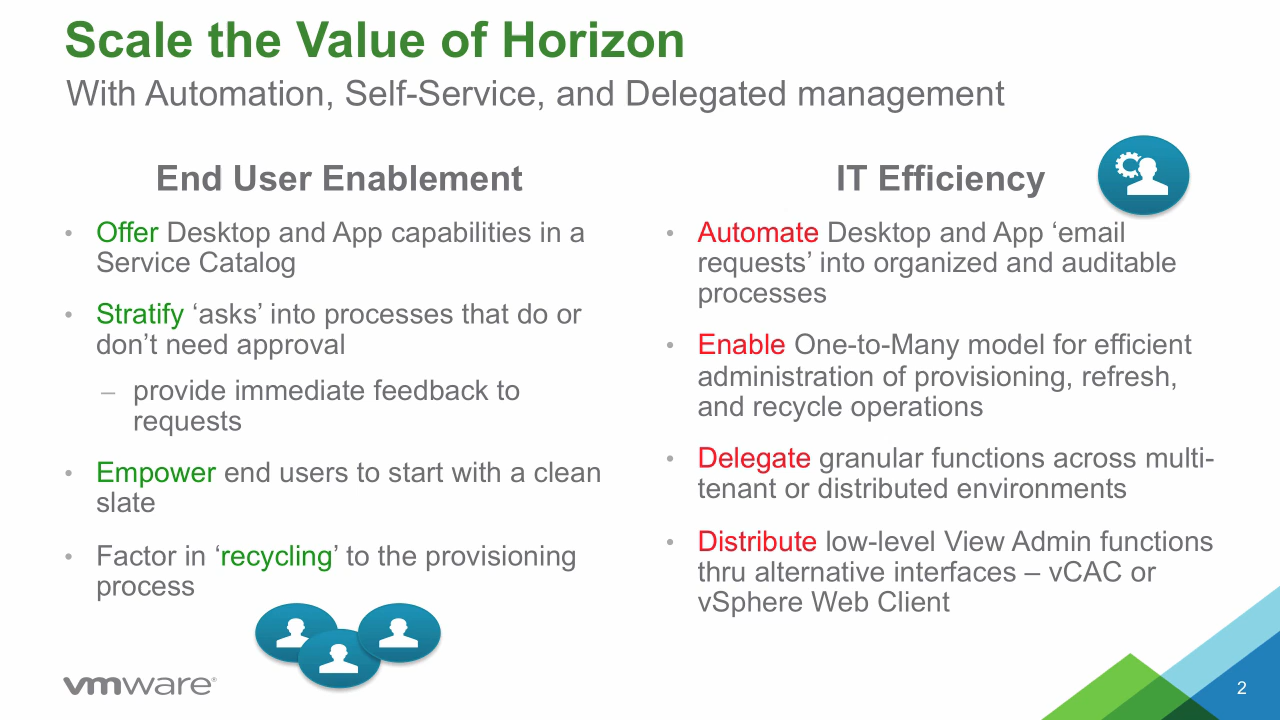 Scale the Value of Horizon
With Automation, Self-Service, and Delegated management
End User Enablement
• Offer Desktop and App capabilities in a
Service Catalog
• Stratify ‘asks’ into processes that do or
don’t need approval
– provide immediate feedback to
requests
• Empower end users to start with a clean
slate
• Factor in ‘recycling’ to the provisioning
process
IT Efficiency
• Automate Desktop and App ‘email
requests’ into organized and auditable
processes
• Enable One-to-Many model for efficient
administration of provisioning, refresh,
and recycle operations
• Delegate granular functions across multi-
tenant or distributed environments
• Distribute low-level View Admin functions
thru alternative interfaces – vCAC or
vSphere Web Client
vmware®
2